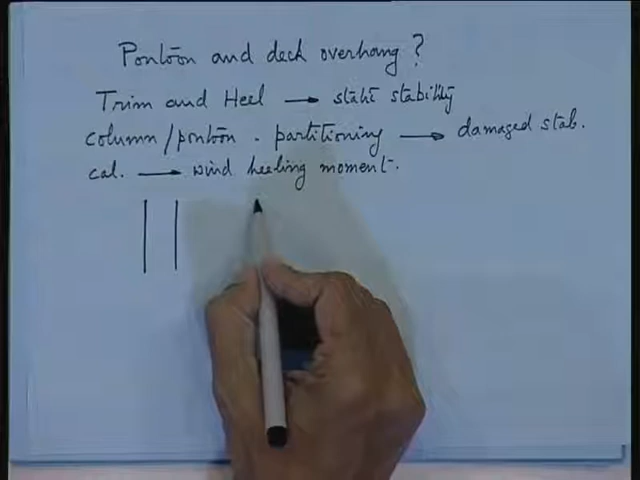 Pontoon and deck overhang ?
Trim and Heel → static stability
column/pontoon . partitioning → damaged stab.
cal. → wind heeling moment.